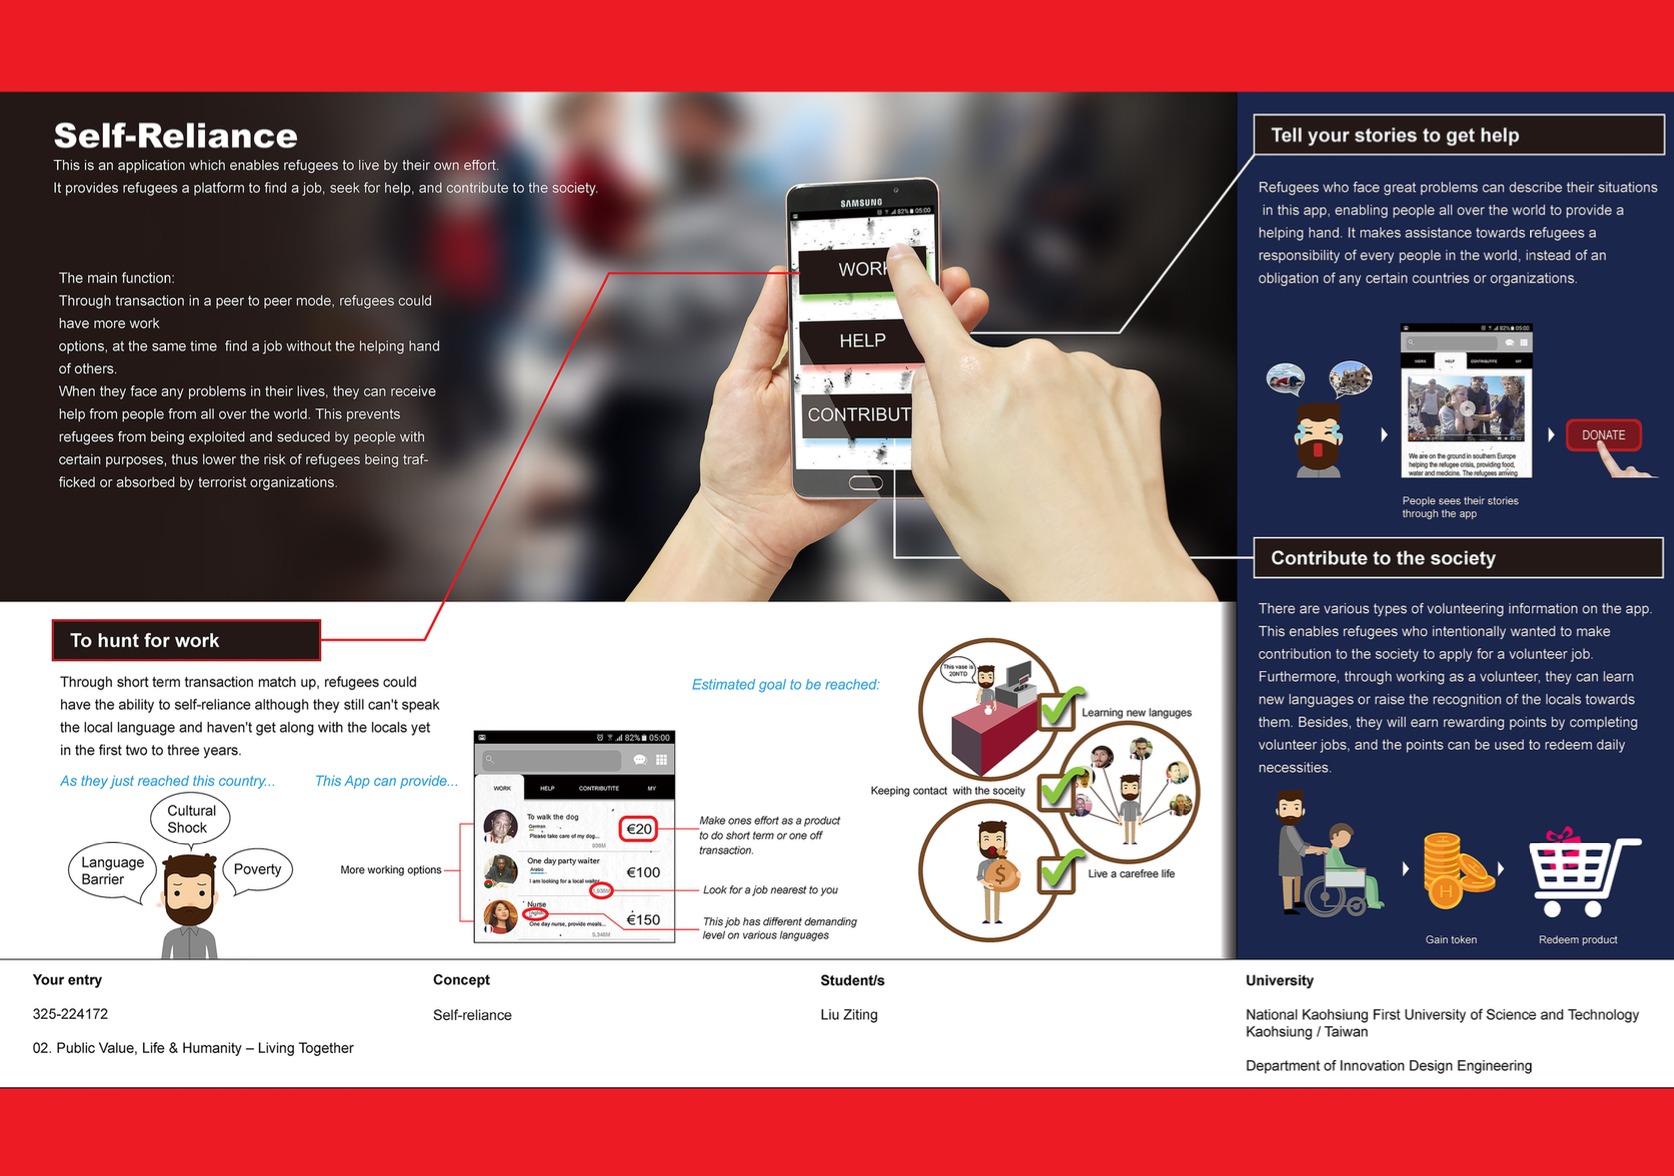 Self-Reliance
This is an application which enables refugees to live by their own effort.
It provides refugees a platform to find a job, seek for help, and contribute to the society.
The main function:
Through transaction in a peer to peer mode, refugees could
have more work
options, at the same time find a job without the helping hand
of others.
When they face any problems in their lives, they can receive
help from people from all over the world. This prevents
refugees from being exploited and seduced by people with
certain purposes, thus lower the risk of refugees being traf-
ficked or absorbed by terrorist organizations.
SAMSUNG
82% 05:00
WORK
HELP
CONTRIBUT
Tell your stories to get help
Refugees who face great problems can describe their situations
in this app, enabling people all over the world to provide a
helping hand. It makes assistance towards refugees a
responsibility of every people in the world, instead of an
obligation of any certain countries or organizations.
82% 05:00
WORK HELP CONTRIBUTITE MY
We are on the ground in southern Europe
helping the refugee crisis, providing food,
water and medicine. The refugees arriving
DONATE
People sees their stories
through the app
Contribute to the society
There are various types of volunteering information on the app.
This enables refugees who intentionally wanted to make
contribution to the society to apply for a volunteer job.
Furthermore, through working as a volunteer, they can learn
new languages or raise the recognition of the locals towards
them. Besides, they will earn rewarding points by completing
volunteer jobs, and the points can be used to redeem daily
necessities.
H
Gain token
Redeem product
To hunt for work
Through short term transaction match up, refugees could
have the ability to self-reliance although they still can't speak
the local language and haven't get along with the locals yet
in the first two to three years.
As they just reached this country...
This App can provide...
Cultural
Shock
Language
Barrier
Poverty
More working options
82% 05:00
WORK HELP CONTRIBUTITE MY
To walk the dog
German
Please take care of my dog...
€20
936M
One day party waiter
Arabic
I am looking for a local waiter
€100
Nurse
English
One day nurse, provide meals...
€150
Make ones effort as a product
to do short term or one off
transaction.
Look for a job nearest to you
This job has different demanding
level on various languages
Estimated goal to be reached:
This vase is
20NTD
Learning new languges
Keeping contact with the soceity
$
Live a carefree life
Your entry
325-224172
02. Public Value, Life & Humanity – Living Together
Concept
Self-reliance
Student/s
Liu Ziting
University
National Kaohsiung First University of Science and Technology
Kaohsiung / Taiwan
Department of Innovation Design Engineering